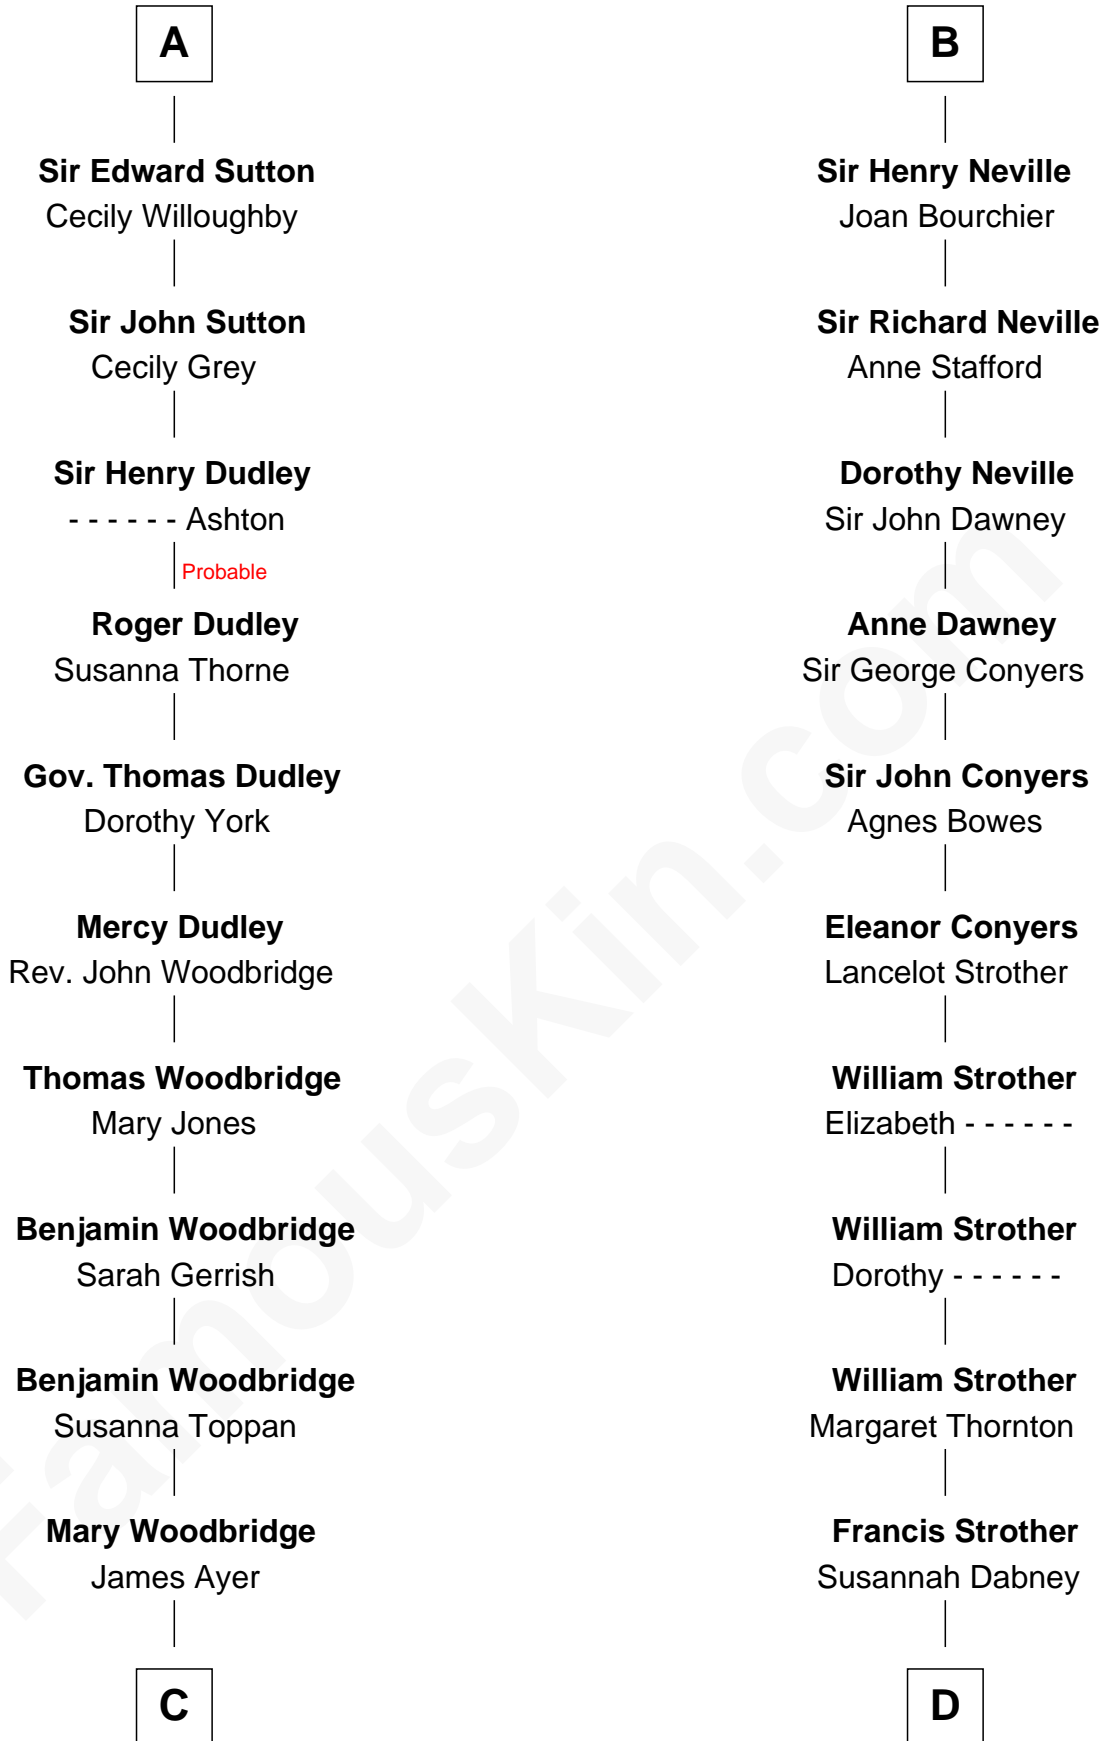 A
Sir Edward Sutton
Cecily Willoughby
Sir John Sutton
Cecily Grey
Sir Henry Dudley
- - - - - - Ashton
Probable
Roger Dudley
Susanna Thorne
Gov. Thomas Dudley
Dorothy York
Mercy Dudley
Rev. John Woodbridge
Thomas Woodbridge
Mary Jones
Benjamin Woodbridge
Sarah Gerrish
Benjamin Woodbridge
Susanna Toppan
Mary Woodbridge
James Ayer
C
B
Sir Henry Neville
Joan Bourchier
Sir Richard Neville
Anne Stafford
Dorothy Neville
Sir John Dawney
Anne Dawney
Sir George Conyers
Sir John Conyers
Agnes Bowes
Eleanor Conyers
Lancelot Strother
William Strother
Elizabeth - - - - - -
William Strother
Dorothy - - - - - -
William Strother
Margaret Thornton
Francis Strother
Susannah Dabney
D
FamousKin.com